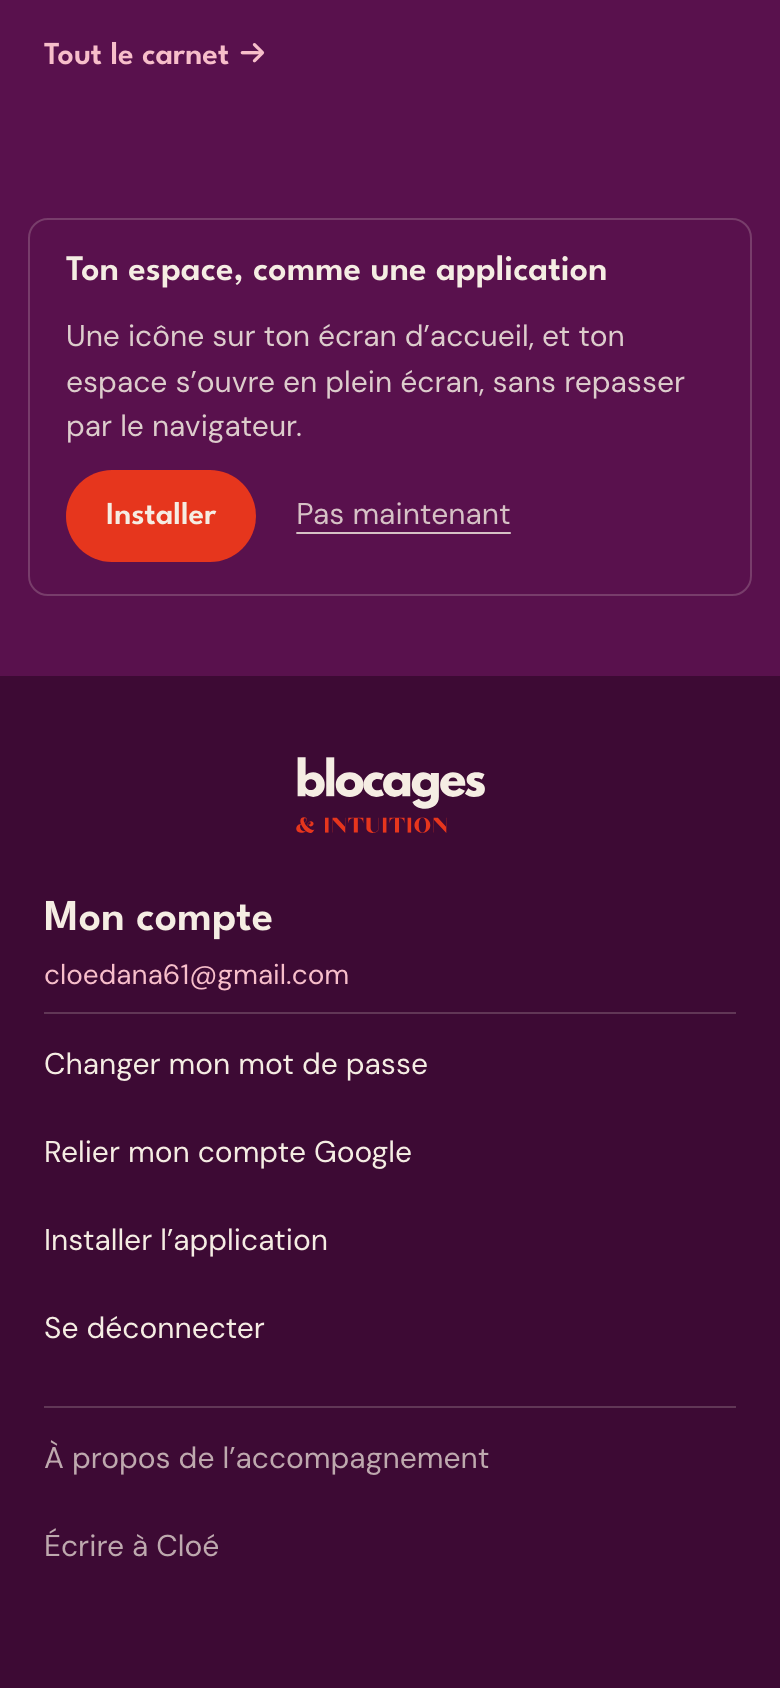 Tout le carnet →
Ton espace, comme une application
Une icône sur ton écran d’accueil, et ton
espace s’ouvre en plein écran, sans repasser
par le navigateur.
Installer
Pas maintenant
blocages
& INTUITION
Mon compte
cloedana61@gmail.com
Changer mon mot de passe
Relier mon compte Google
Installer l’application
Se déconnecter
À propos de l’accompagnement
Écrire à Cloé